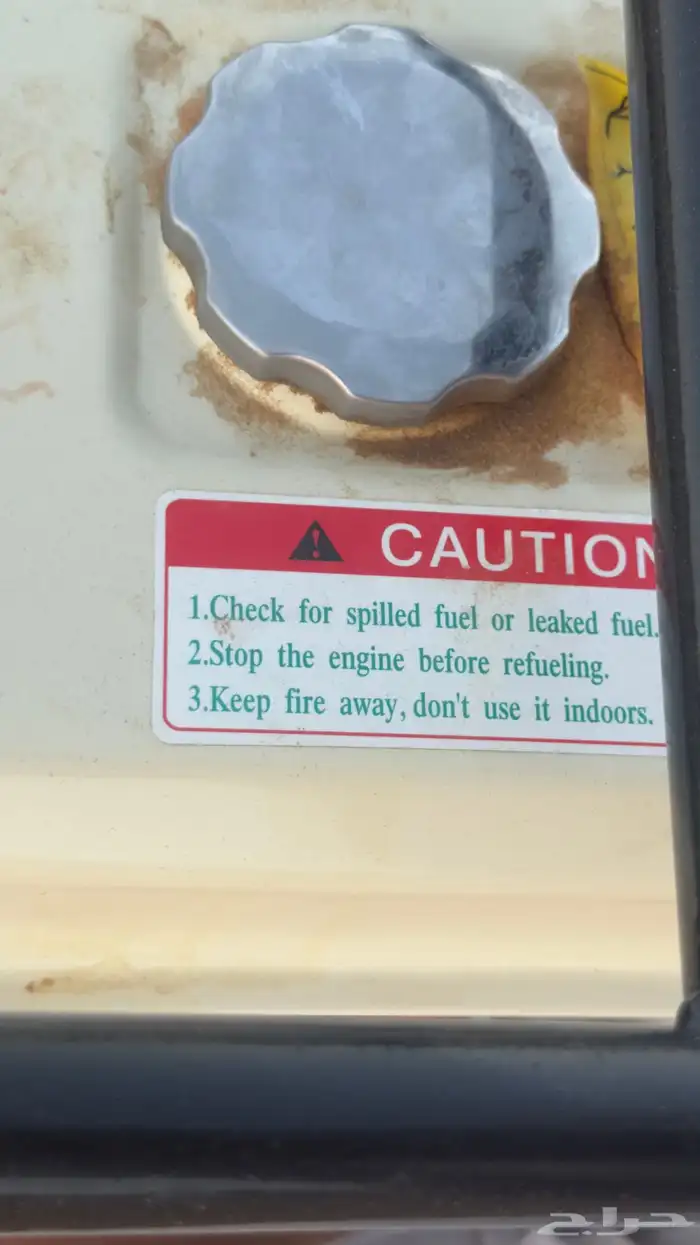 CAUTION
1.Check for spilled fuel or leaked fuel.
2.Stop the engine before refueling.
3.Keep fire away, don't use it indoors.
حراج